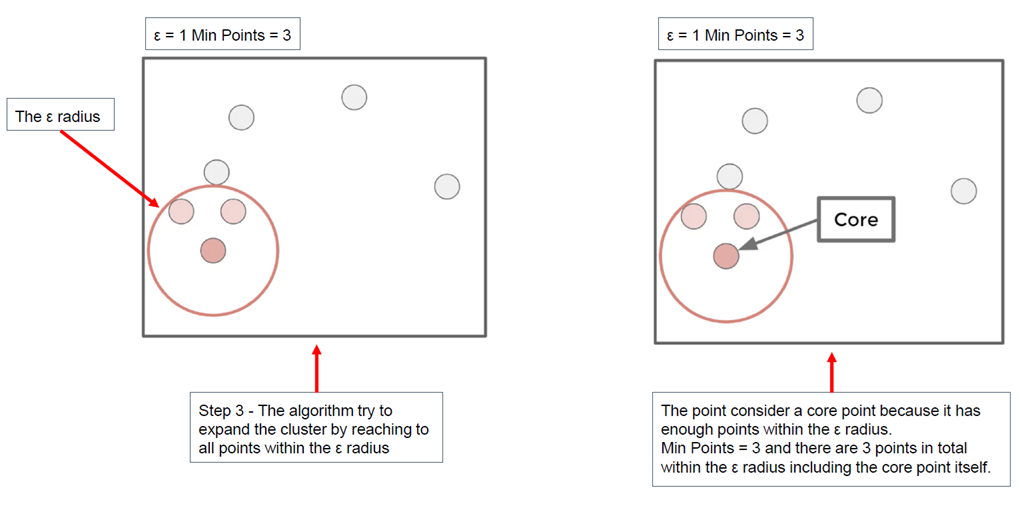 ε = 1 Min Points = 3
ε = 1 Min Points = 3
The ε radius
Core
Step 3 - The algorithm try to
expand the cluster by reaching to
all points within the ε radius
The point consider a core point because it has
enough points within the ε radius.
Min Points = 3 and there are 3 points in total
within the ε radius including the core point itself.